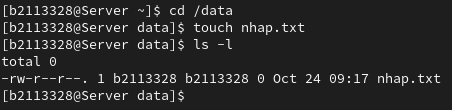 [b2113328@Server ~]$ cd /data
[b2113328@Server data]$ touch nhap.txt
[b2113328@Server data]$ ls -l
total 0
-rw-r--r--. 1 b2113328 b2113328 0 Oct 24 09:17 nhap.txt
[b2113328@Server data]$